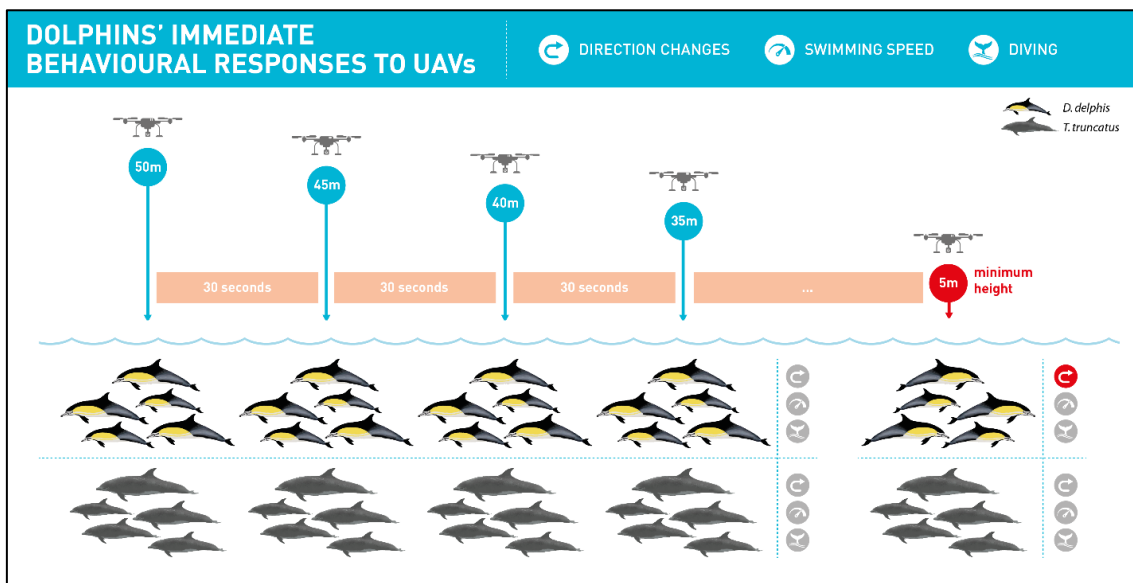 DOLPHINS' IMMEDIATE
BEHAVIOURAL RESPONSES TO UAVs
DIRECTION CHANGES
SWIMMING SPEED
DIVING
D. delphis
T. truncatus
50m
45m
40m
35m
5m
minimum
height
30 seconds
30 seconds
30 seconds
...